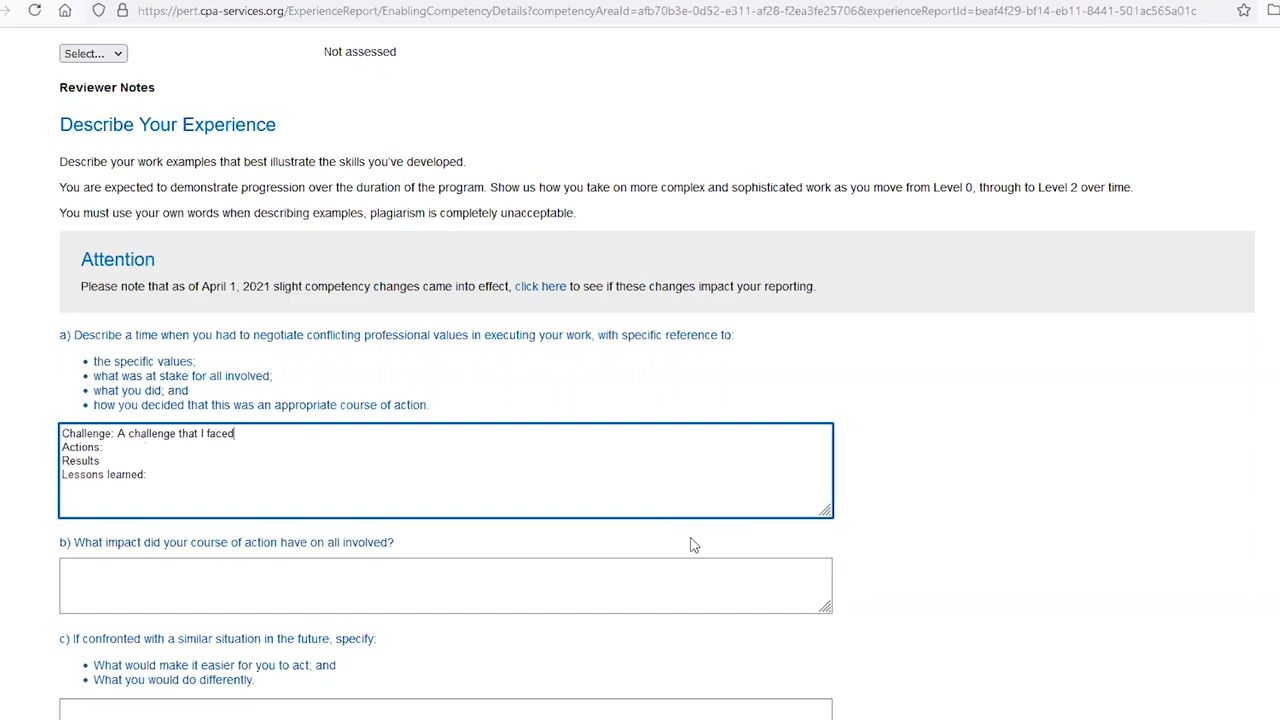 https://pert.cpa-services.org/ExperienceReport/EnablingCompetencyDetails?competencyAreaId=afb70b3e-0d52-e311-af28-f2ea3fe25706&experienceReportId=beaf4f29-bf14-eb11-8441-501ac565a01c
Select... Not assessed
Reviewer Notes
Describe Your Experience
Describe your work examples that best illustrate the skills you've developed.
You are expected to demonstrate progression over the duration of the program. Show us how you take on more complex and sophisticated work as you move from Level 0, through to Level 2 over time.
You must use your own words when describing examples, plagiarism is completely unacceptable.
Attention
Please note that as of April 1, 2021 slight competency changes came into effect, click here to see if these changes impact your reporting.
a) Describe a time when you had to negotiate conflicting professional values in executing your work, with specific reference to:
• the specific values;
• what was at stake for all involved;
• what you did; and
• how you decided that this was an appropriate course of action.
Challenge: A challenge that I faced
Actions:
Results
Lessons learned:
b) What impact did your course of action have on all involved?
c) If confronted with a similar situation in the future, specify:
• What would make it easier for you to act; and
• What you would do differently.